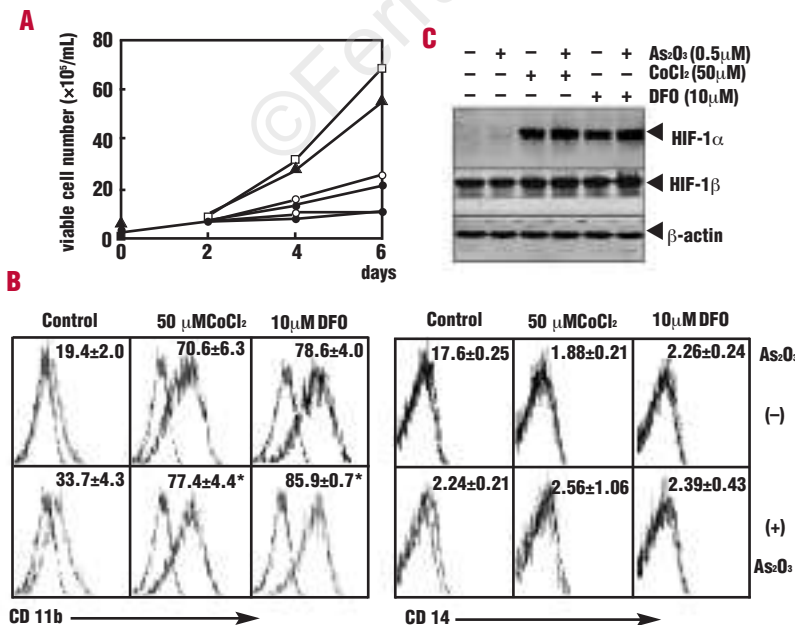 A
80
60
40
20
0
0 2 4 6
days
viable cell number (×10⁵/mL)
©Ferra
C
– + – + – + As₂O₃ (0.5μM)
– – + + – – CoCl₂ (50μM)
– – – – + + DFO (10μM)
HIF-1α
HIF-1β
β-actin
B
Control 50 μMCoCl₂ 10μM DFO
19.4±2.0 70.6±6.3 78.6±4.0
33.7±4.3 77.4±4.4* 85.9±0.7*
CD 11b
Control 50 μMCoCl₂ 10μM DFO
17.6±0.25 1.88±0.21 2.26±0.24
As₂O₃
(–)
2.24±0.21 2.56±1.06 2.39±0.43
(+)
As₂O₃
CD 14